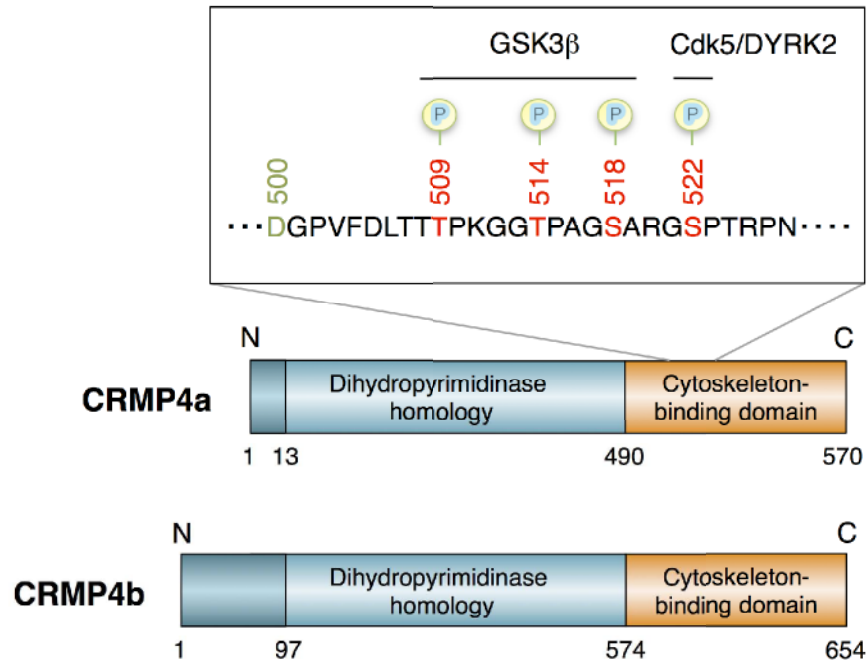 GSK3β Cdk5/DYRK2
P P P P
500 509 514 518 522
···DGPVFDLTTTPKGGTPAGSARGSPTRPN····
N C
CRMP4a
Dihydropyrimidinase
homology
Cytoskeleton-
binding domain
1 13 490 570
N C
CRMP4b
Dihydropyrimidinase
homology
Cytoskeleton-
binding domain
1 97 574 654